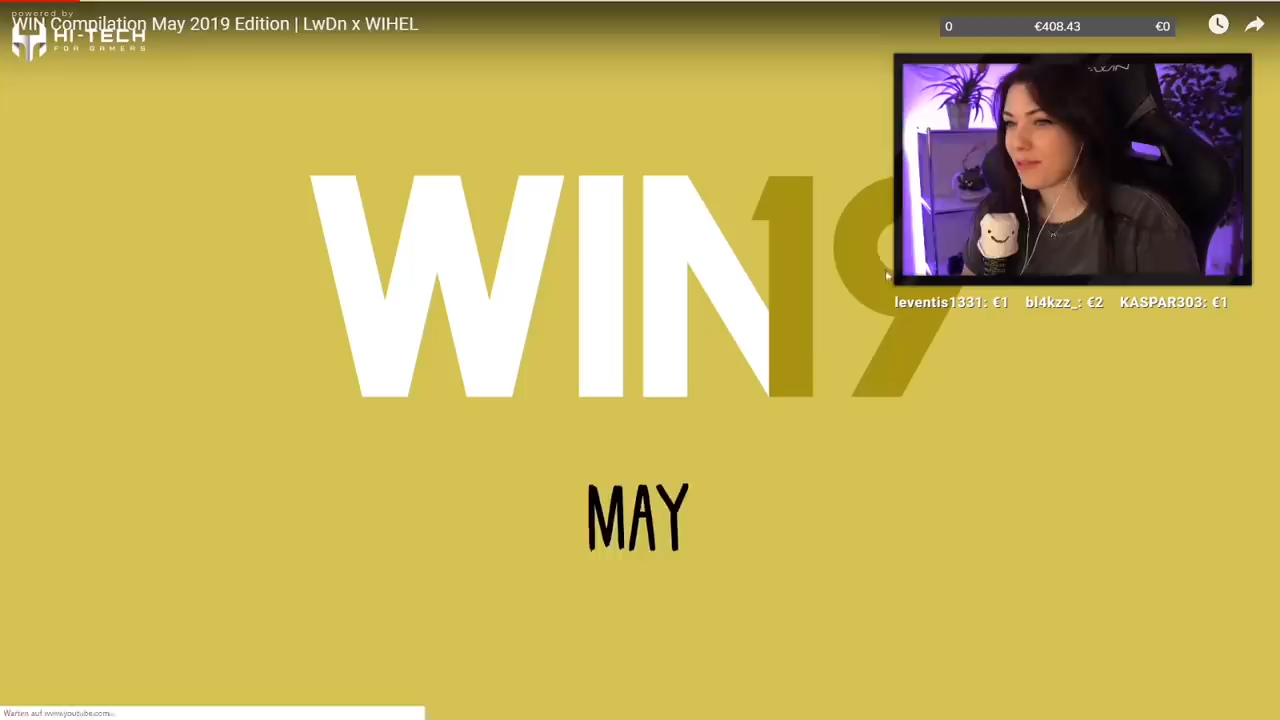 powered by
WIN Compilation May 2019 Edition | LwDn x WIHEL
HI-TECH
FOR GAMERS
0 €408.43 €0
WIN
leventis1331: €1 bl4kzz_: €2 KASPAR303: €1
WIN19
MAY
Warten auf www.youtube.com...